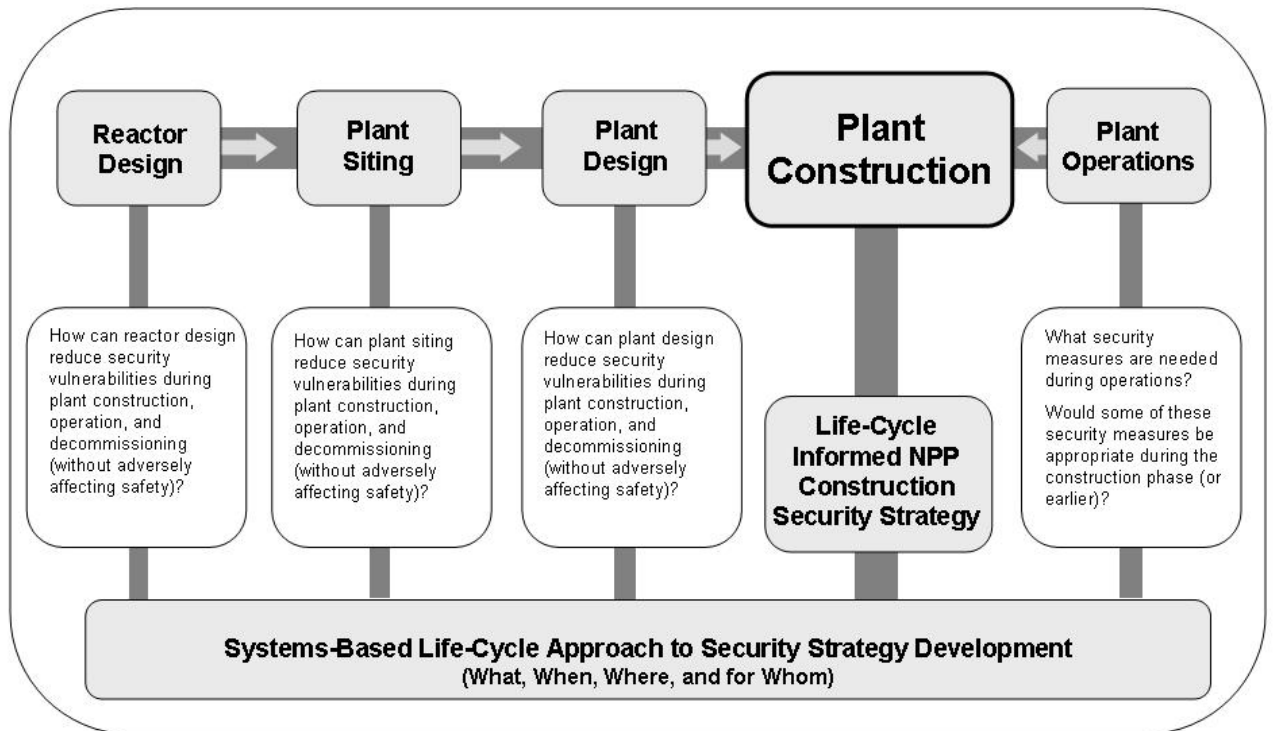 Reactor
Design
Plant
Siting
Plant
Design
Plant
Construction
Plant
Operations
How can reactor design
reduce security
vulnerabilities during
plant construction,
operation, and
decommissioning
(without adversely
affecting safety)?
How can plant siting
reduce security
vulnerabilities during
plant construction,
operation, and
decommissioning
(without adversely
affecting safety)?
How can plant design
reduce security
vulnerabilities during
plant construction,
operation, and
decommissioning
(without adversely
affecting safety)?
Life-Cycle
Informed NPP
Construction
Security Strategy
What security
measures are needed
during operations?
Would some of these
security measures be
appropriate during the
construction phase (or
earlier)?
Systems-Based Life-Cycle Approach to Security Strategy Development
(What, When, Where, and for Whom)